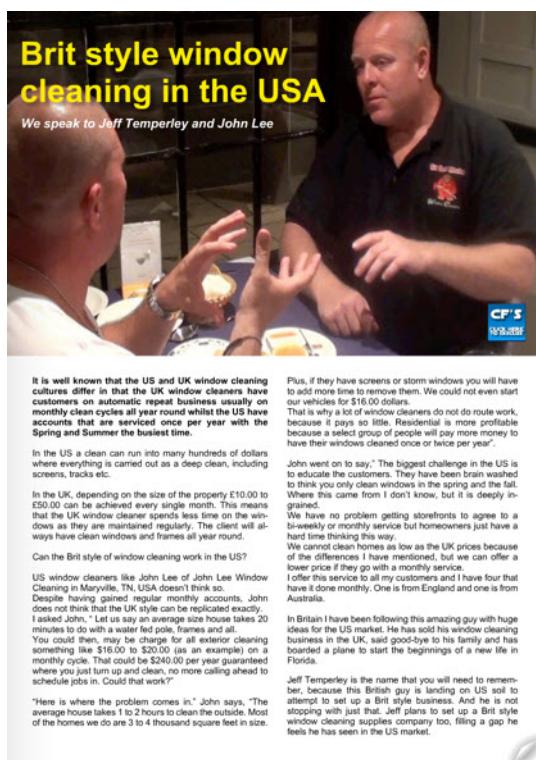 Brit style window
cleaning in the USA
We speak to Jeff Temperley and John Lee
CF'S
CLICK HERE
It is well known that the US and UK window cleaning
cultures differ in that the UK window cleaners have
customers on automatic repeat business usually on
monthly clean cycles all year round whilst the US have
accounts that are serviced once per year with the
Spring and Summer the busiest time.
In the US a clean can run into many hundreds of dollars
where everything is carried out as a deep clean, including
screens, tracks etc.
In the UK, depending on the size of the property £10.00 to
£50.00 can be achieved every single month. This means
that the UK window cleaner spends less time on the win-
dows as they are maintained regularly. The client will al-
ways have clean windows and frames all year round.
Can the Brit style of window cleaning work in the US?
US window cleaners like John Lee of John Lee Window
Cleaning in Maryville, TN, USA doesn't think so.
Despite having gained regular monthly accounts, John
does not think that the UK style can be replicated exactly.
I asked John, " Let us say an average size house takes 20
minutes to do with a water fed pole, frames and all.
You could then, may be charge for all exterior cleaning
something like $16.00 to $20.00 (as an example) on a
monthly cycle. That could be $240.00 per year guaranteed
where you just turn up and clean, no more calling ahead to
schedule jobs in. Could that work?"
"Here is where the problem comes in." John says, "The
average house takes 1 to 2 hours to clean the outside. Most
of the homes we do are 3 to 4 thousand square feet in size.
Plus, if they have screens or storm windows you will have
to add more time to remove them. We could not even start
our vehicles for $16.00 dollars.
That is why a lot of window cleaners do not do route work,
because it pays so little. Residential is more profitable
because a select group of people will pay more money to
have their windows cleaned once or twice per year".
John went on to say," The biggest challenge in the US is
to educate the customers. They have been brain washed
to think you only clean windows in the spring and the fall.
Where this came from I don't know, but it is deeply in-
grained.
We have no problem getting storefronts to agree to a
bi-weekly or monthly service but homeowners just have a
hard time thinking this way.
We cannot clean homes as low as the UK prices because
of the differences I have mentioned, but we can offer a
lower price if they go with a monthly service.
I offer this service to all my customers and I have four that
have it done monthly. One is from England and one is from
Australia.
In Britain I have been following this amazing guy with huge
ideas for the US market. He has sold his window cleaning
business in the UK, said good-bye to his family and has
boarded a plane to start the beginnings of a new life in
Florida.
Jeff Temperley is the name that you will need to remem-
ber, because this British guy is landing on US soil to
attempt to set up a Brit style business. And he is not
stopping with just that. Jeff plans to set up a Brit style
window cleaning supplies company too, filling a gap he
feels he has seen in the US market.